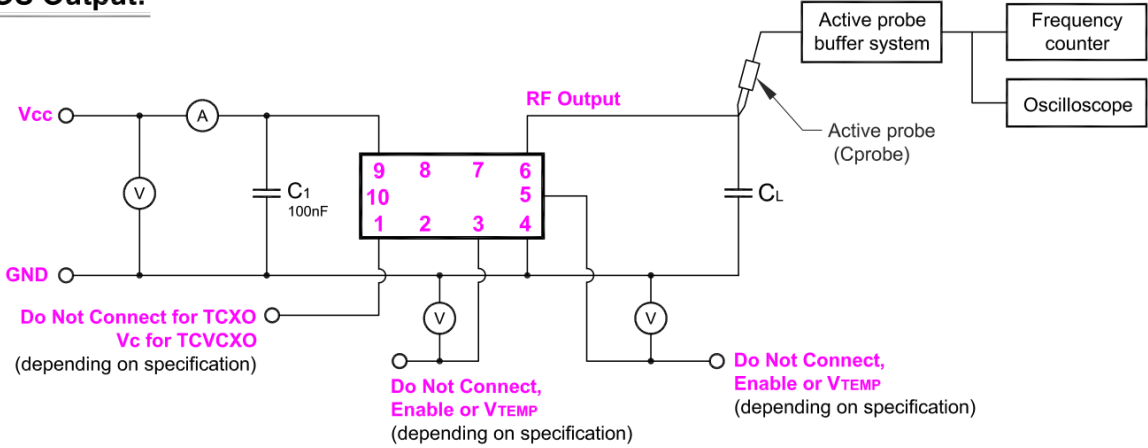 Output:
Active probe
buffer system
Frequency
counter
Oscilloscope
Active probe
(Cprobe)
RF Output
Vcc
A
V
C1
100nF
9 8 7 6
10 5
1 2 3 4
CL
GND
Do Not Connect for TCXO
Vc for TCVCXO
(depending on specification)
V
Do Not Connect,
Enable or VTEMP
(depending on specification)
V
Do Not Connect,
Enable or VTEMP
(depending on specification)